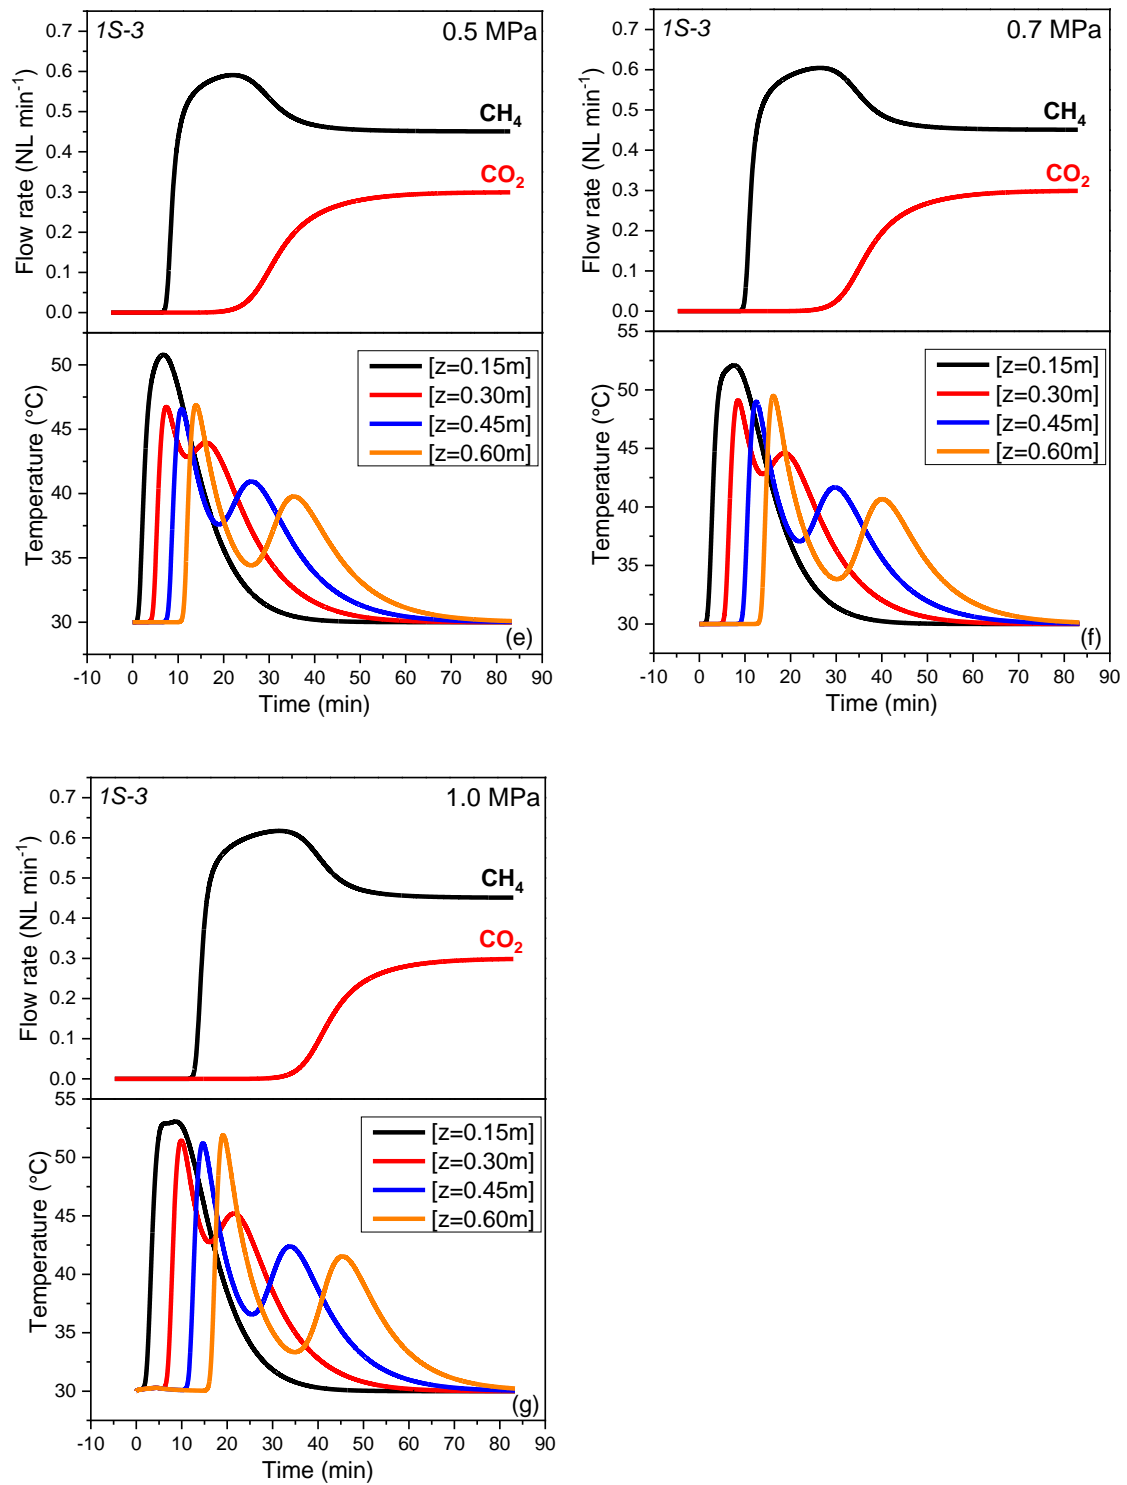 1S-3
0.5 MPa
0.7
0.6
0.5
0.4
0.3
0.2
0.1
0.0
Flow rate (NL min⁻¹)
CH₄
CO₂
50
45
40
35
30
Temperature (°C)
[z=0.15m]
[z=0.30m]
[z=0.45m]
[z=0.60m]
(e)
-10 0 10 20 30 40 50 60 70 80 90
Time (min)
1S-3
0.7 MPa
0.7
0.6
0.5
0.4
0.3
0.2
0.1
0.0
Flow rate (NL min⁻¹)
CH₄
CO₂
55
50
45
40
35
30
Temperature (°C)
[z=0.15m]
[z=0.30m]
[z=0.45m]
[z=0.60m]
(f)
-10 0 10 20 30 40 50 60 70 80 90
Time (min)
1S-3
1.0 MPa
0.7
0.6
0.5
0.4
0.3
0.2
0.1
0.0
Flow rate (NL min⁻¹)
CH₄
CO₂
55
50
45
40
35
30
Temperature (°C)
[z=0.15m]
[z=0.30m]
[z=0.45m]
[z=0.60m]
(g)
-10 0 10 20 30 40 50 60 70 80 90
Time (min)